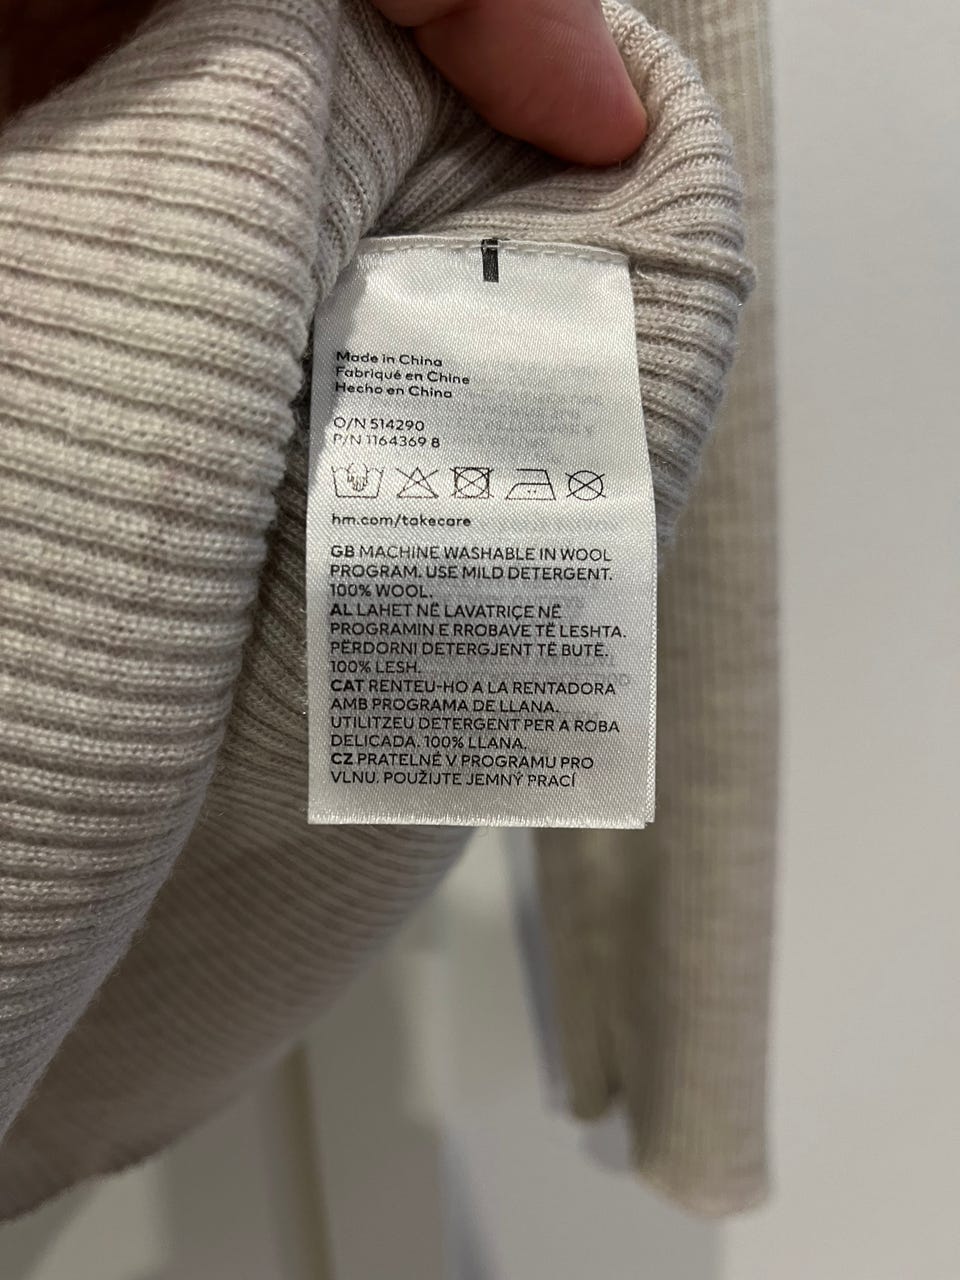 Made in China
Fabriqué en Chine
Hecho en China
O/N 514290
P/N 1164369 8
hm.com/takecare
GB MACHINE WASHABLE IN WOOL
PROGRAM. USE MILD DETERGENT.
100% WOOL.
AL LAHET NË LAVATRIÇE NË
PROGRAMIN E RROBAVE TË LESHTA.
PËRDORNI DETERGJENT TË BUTË.
100% LESH.
CAT RENTEU-HO A LA RENTADORA
AMB PROGRAMA DE LLANA.
UTILITZEU DETERGENT PER A ROBA
DELICADA. 100% LLANA.
CZ PRATELNÉ V PROGRAMU PRO
VLNU. POUŽIJTE JEMNÝ PRACÍ